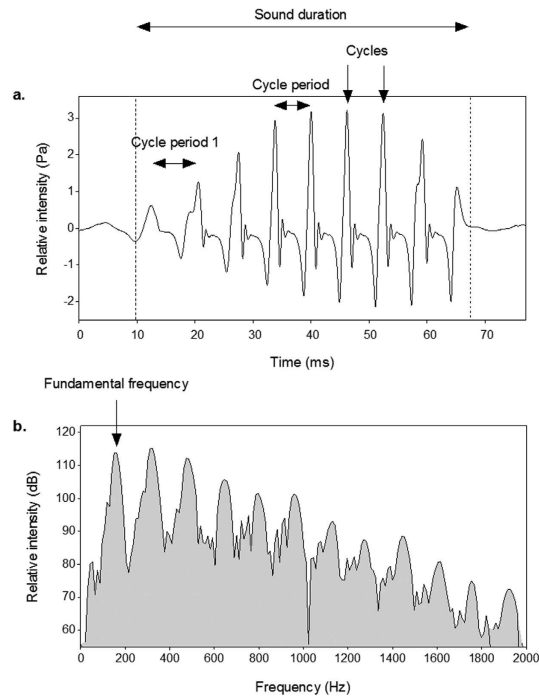 Sound duration
Cycles
Cycle period
a.
Cycle period 1
3
2
1
0
-1
-2
Relative intensity (Pa)
0 10 20 30 40 50 60 70
Time (ms)
Fundamental frequency
b.
120
110
100
90
80
70
60
Relative intensity (dB)
0 200 400 600 800 1000 1200 1400 1600 1800 2000
Frequency (Hz)